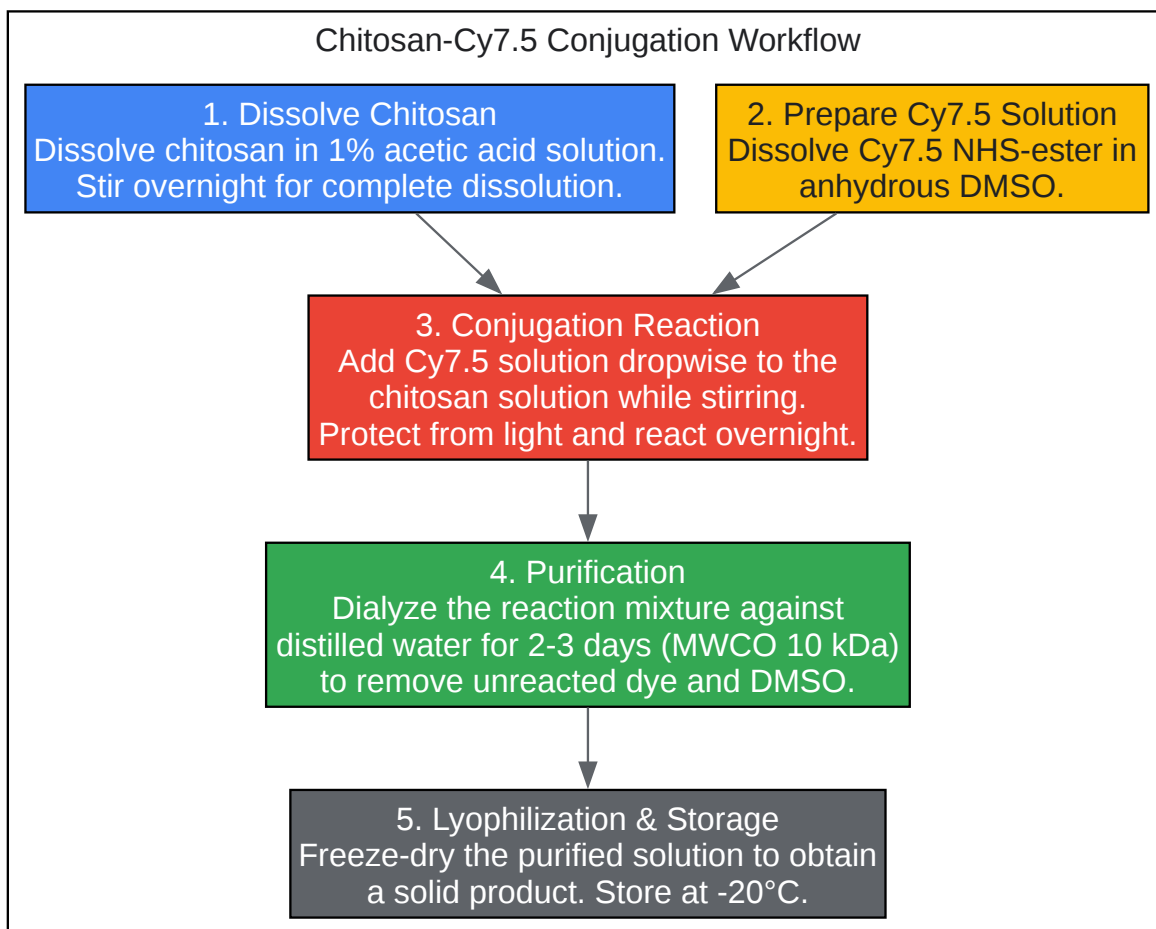 Chitosan-Cy7.5 Conjugation Workflow
1. Dissolve Chitosan
Dissolve chitosan in 1% acetic acid solution.
Stir overnight for complete dissolution.
2. Prepare Cy7.5 Solution
Dissolve Cy7.5 NHS-ester in
anhydrous DMSO.
3. Conjugation Reaction
Add Cy7.5 solution dropwise to the
chitosan solution while stirring.
Protect from light and react overnight.
4. Purification
Dialyze the reaction mixture against
distilled water for 2-3 days (MWCO 10 kDa)
to remove unreacted dye and DMSO.
5. Lyophilization & Storage
Freeze-dry the purified solution to obtain
a solid product. Store at -20°C.